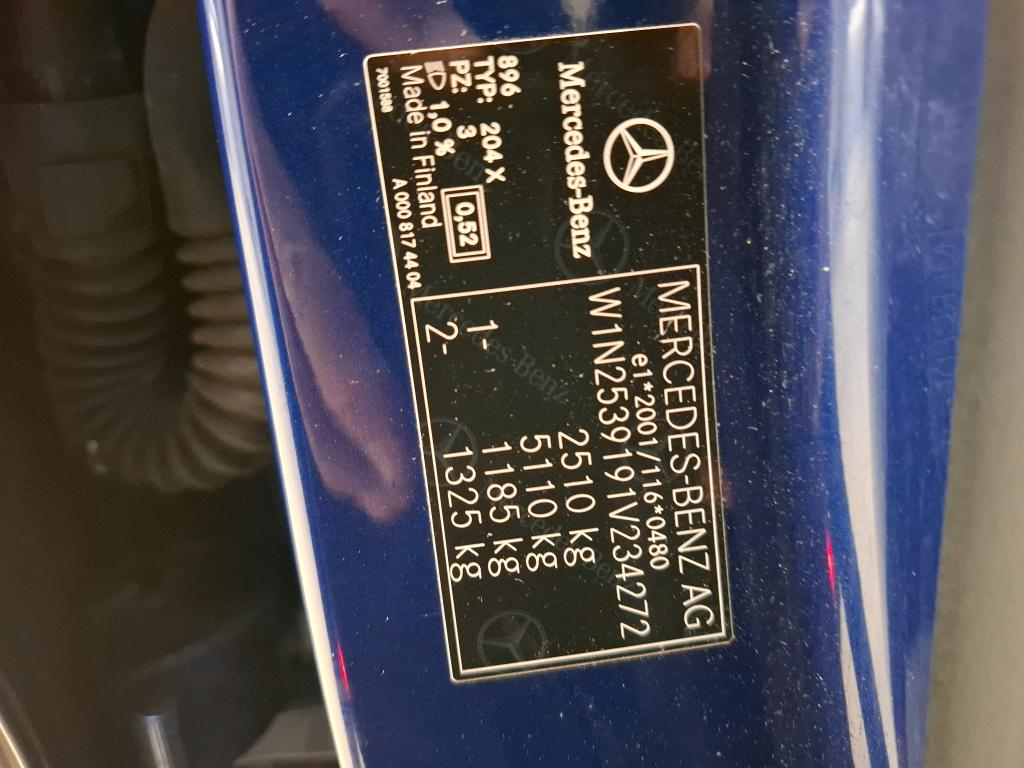 Mercedes-Benz
896
TYP: 204 X
PZ: 3
1,0 %
0,52
Made in Finland
7001688
A 000 817 44 04
MERCEDES-BENZ AG
e1*2001/116*0480
W1N2539191V234272
2510 kg
5110 kg
1- 1185 kg
2- 1325 kg